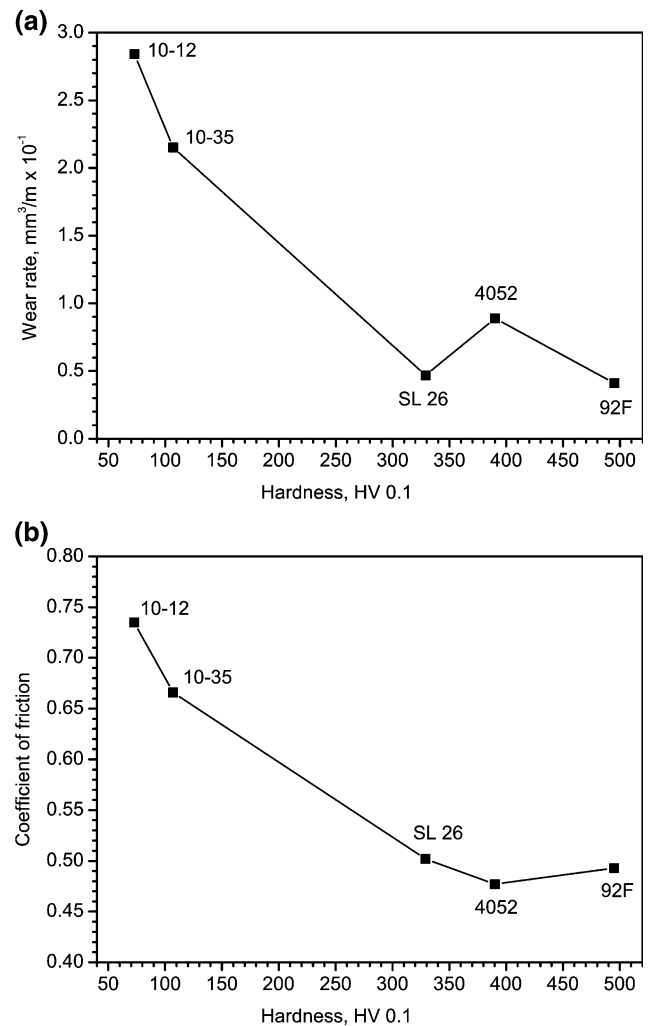 (a)
3.0
2.5
2.0
1.5
1.0
0.5
0.0
Wear rate, mm³/m x 10⁻¹
10-12
10-35
SL 26
4052
92F
50 100 150 200 250 300 350 400 450 500
Hardness, HV 0.1
(b)
0.80
0.75
0.70
0.65
0.60
0.55
0.50
0.45
0.40
Coefficient of friction
10-12
10-35
SL 26
4052
92F
50 100 150 200 250 300 350 400 450 500
Hardness, HV 0.1